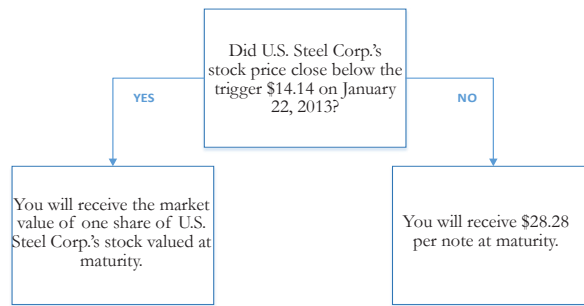 Did U.S. Steel Corp.'s
stock price close below the
trigger $14.14 on January
22, 2013?
YES
NO
You will receive the market
value of one share of U.S.
Steel Corp.'s stock valued at
maturity.
You will receive $28.28
per note at maturity.